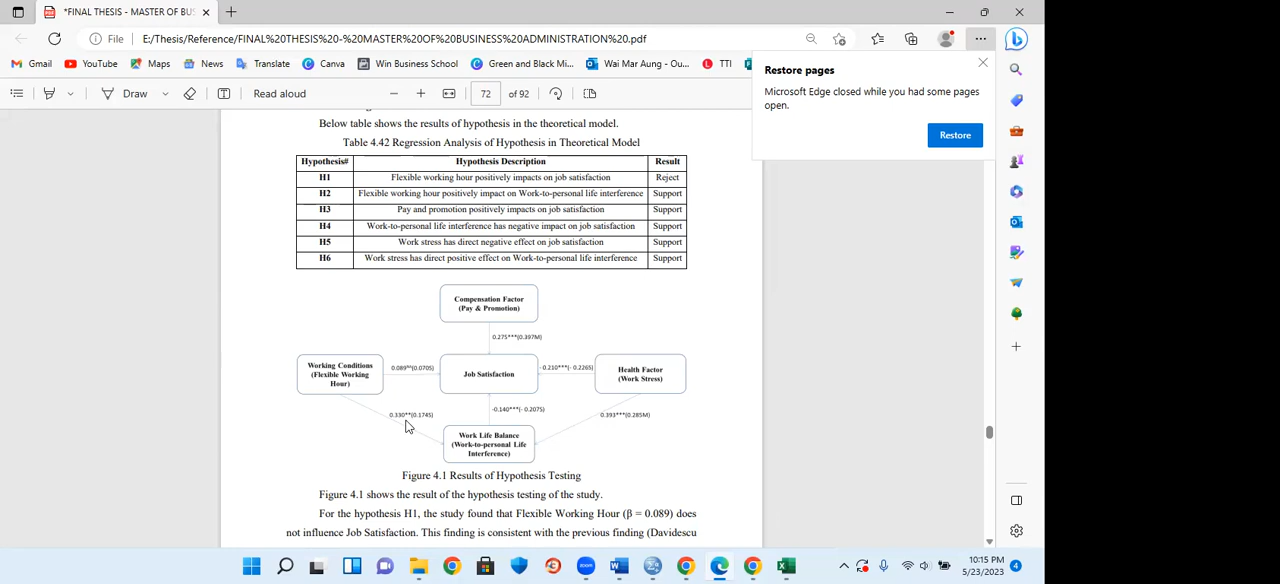 *FINAL THESIS - MASTER OF BUS
File
E:/Thesis/Reference/FINAL%20THESIS%20-%20MASTER%20OF%20BUSINESS%20ADMINISTRATION%20.pdf
Gmail YouTube Maps News Translate Canva Win Business School Green and Black Mi... Wai Mar Aung - Ou... TTI
Draw Read aloud 72 of 92
Restore pages
Microsoft Edge closed while you had some pages
open.
Restore
Below table shows the results of hypothesis in the theoretical model.
Table 4.42 Regression Analysis of Hypothesis in Theoretical Model
Hypothesis# Hypothesis Description Result
H1 Flexible working hour positively impacts on job satisfaction Reject
H2 Flexible working hour positively impact on Work-to-personal life interference Support
H3 Pay and promotion positively impacts on job satisfaction Support
H4 Work-to-personal life interference has negative impact on job satisfaction Support
H5 Work stress has direct negative effect on job satisfaction Support
H6 Work stress has direct positive effect on Work-to-personal life interference Support
Compensation Factor
(Pay & Promotion)
0.275***(0.397M)
Working Conditions
(Flexible Working
Hour)
Job Satisfaction
Health Factor
(Work Stress)
-0.210***(-0.226S)
-0.140***(-0.207S)
0.330**(0.174S)
0.393***(0.285M)
Work Life Balance
(Work-to-personal Life
Interference)
Figure 4.1 Results of Hypothesis Testing
Figure 4.1 shows the result of the hypothesis testing of the study.
For the hypothesis H1, the study found that Flexible Working Hour (β = 0.089) does
not influence Job Satisfaction. This finding is consistent with the previous finding (Davidescu
10:15 PM
5/23/2023
4